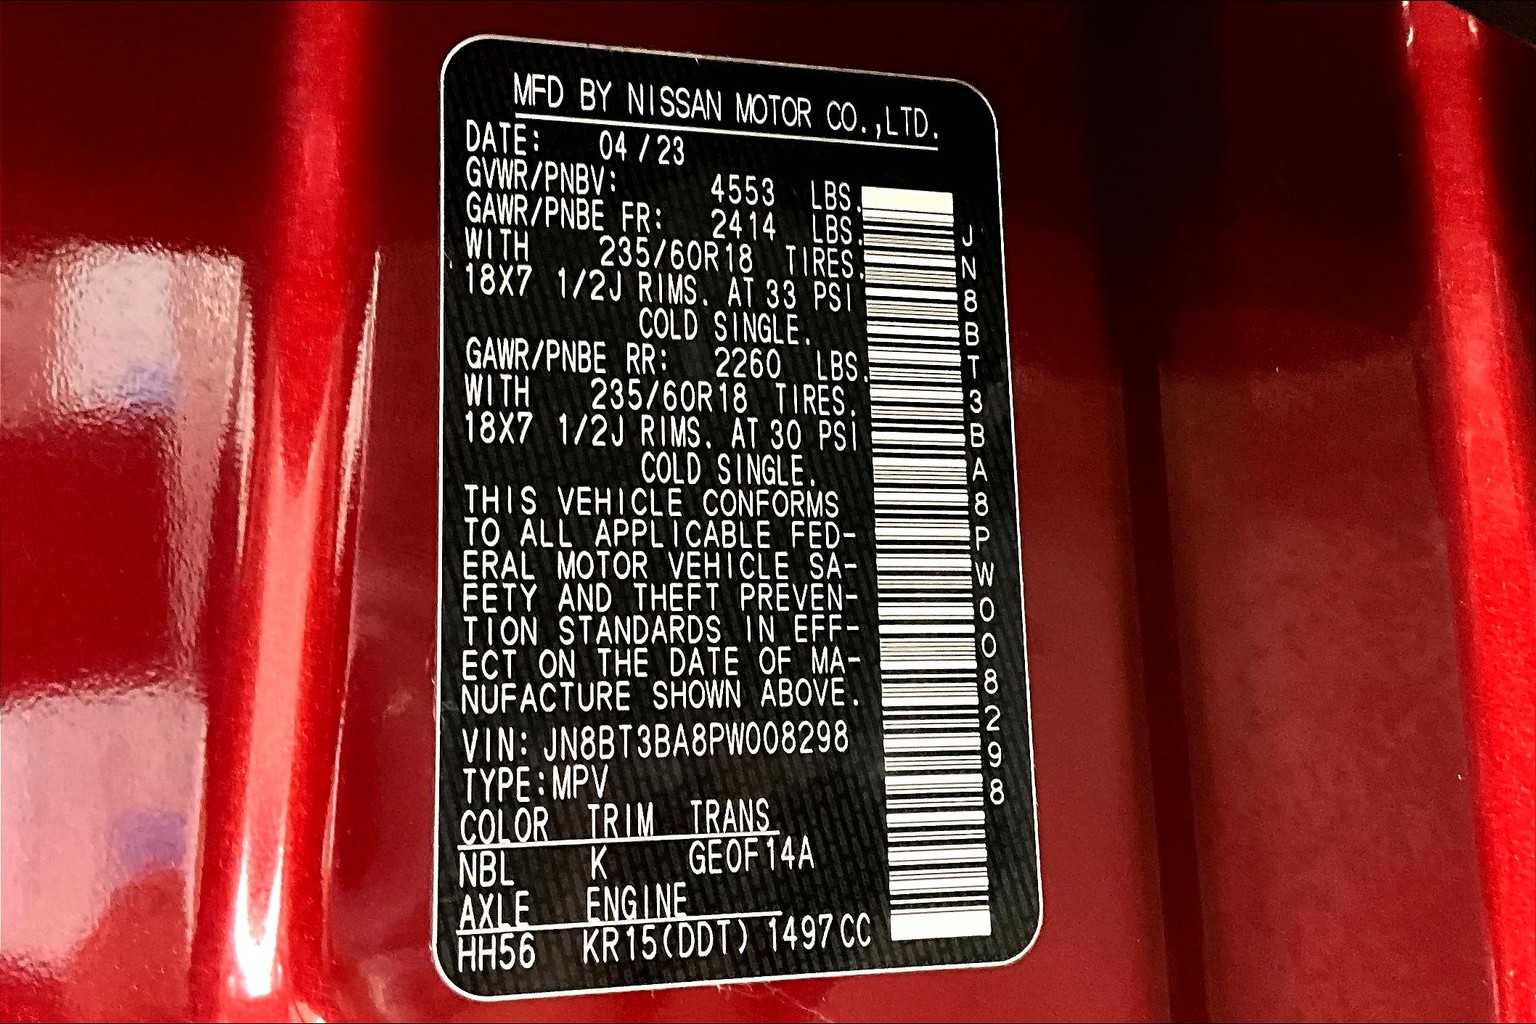 MFD BY NISSAN MOTOR CO.,LTD.
DATE: 04/23
GVWR/PNBV: 4553 LBS.
GAWR/PNBE FR: 2414 LBS.
WITH 235/60R18 TIRES.
18X7 1/2J RIMS. AT 33 PSI
COLD SINGLE.
GAWR/PNBE RR: 2260 LBS.
WITH 235/60R18 TIRES.
18X7 1/2J RIMS. AT 30 PSI
COLD SINGLE.
THIS VEHICLE CONFORMS
TO ALL APPLICABLE FED-
ERAL MOTOR VEHICLE SA-
FETY AND THEFT PREVEN-
TION STANDARDS IN EFF-
ECT ON THE DATE OF MA-
NUFACTURE SHOWN ABOVE.
VIN: JN8BT3BA8PW008298
TYPE:MPV
COLOR TRIM TRANS
NBL K GE0F14A
AXLE ENGINE
HH56 KR15(DDT) 1497CC
JN8BT3BA8PW008298